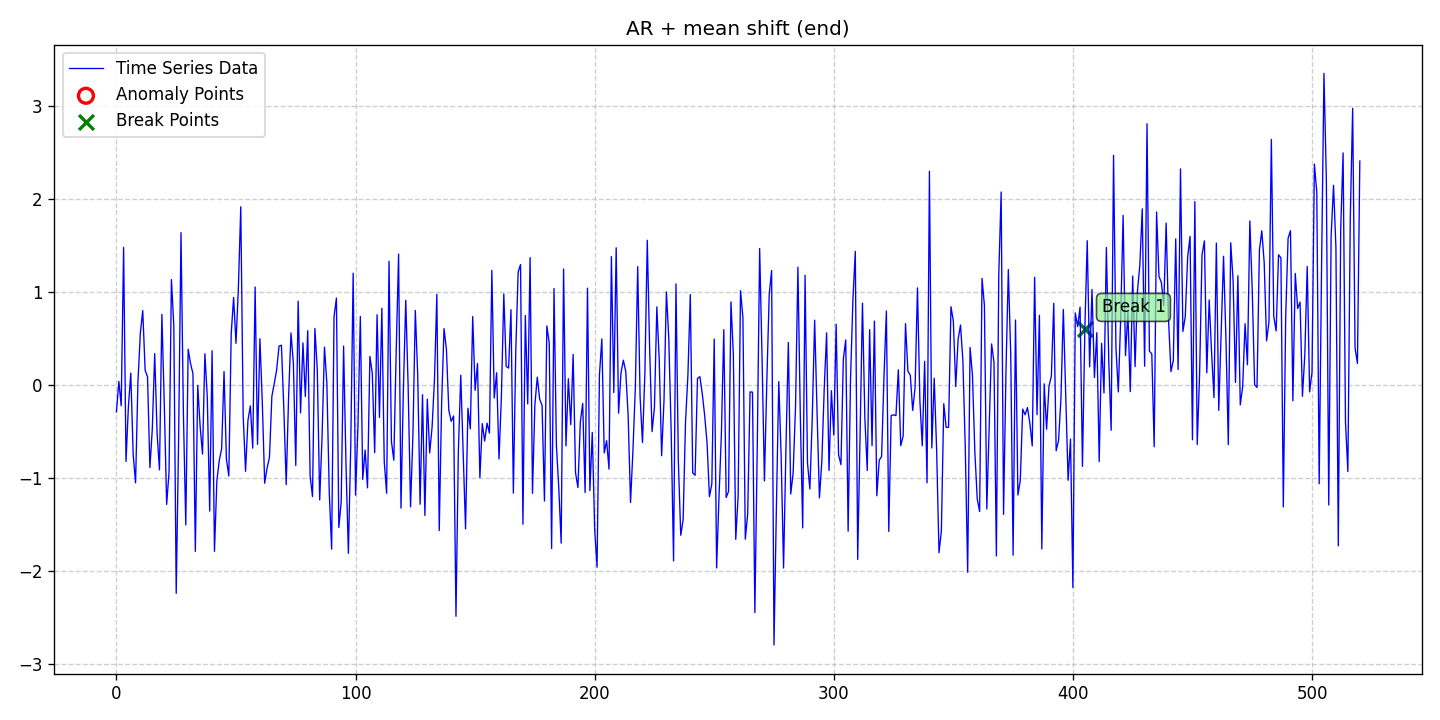 AR + mean shift (end)
Time Series Data
Anomaly Points
Break Points
3
2
1
0
−1
−2
−3
Break 1
0
100
200
300
400
500